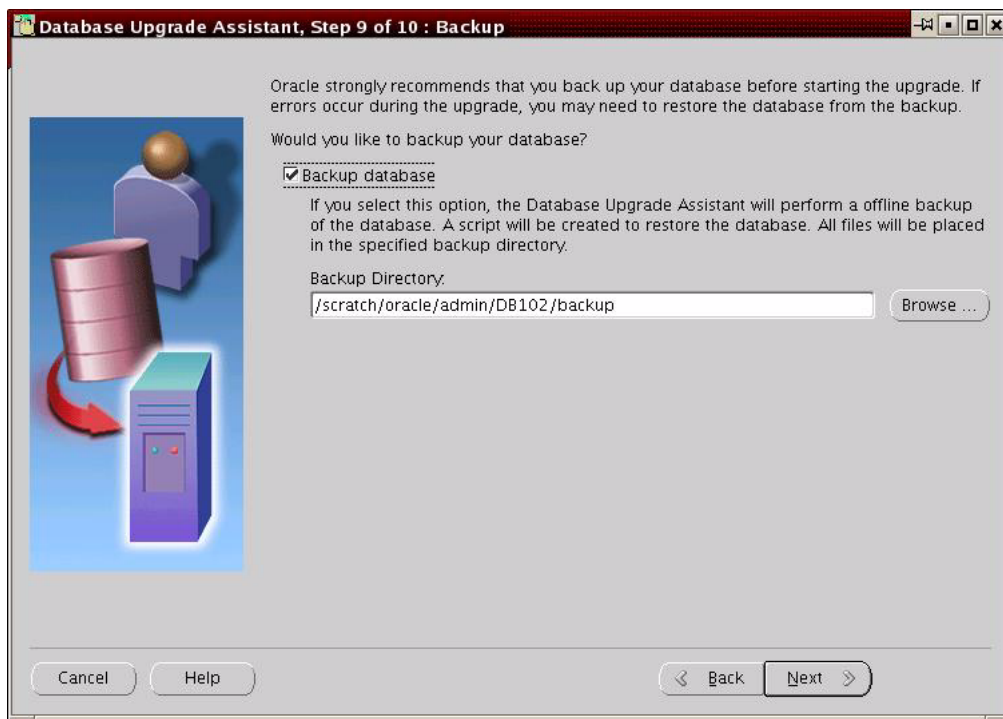 Database Upgrade Assistant, Step 9 of 10 : Backup
Oracle strongly recommends that you back up your database before starting the upgrade. If
errors occur during the upgrade, you may need to restore the database from the backup.
Would you like to backup your database?
Backup database
If you select this option, the Database Upgrade Assistant will perform a offline backup
of the database. A script will be created to restore the database. All files will be placed
in the specified backup directory.
Backup Directory:
/scratch/oracle/admin/DB102/backup
Browse ...
Cancel
Help
Back
Next